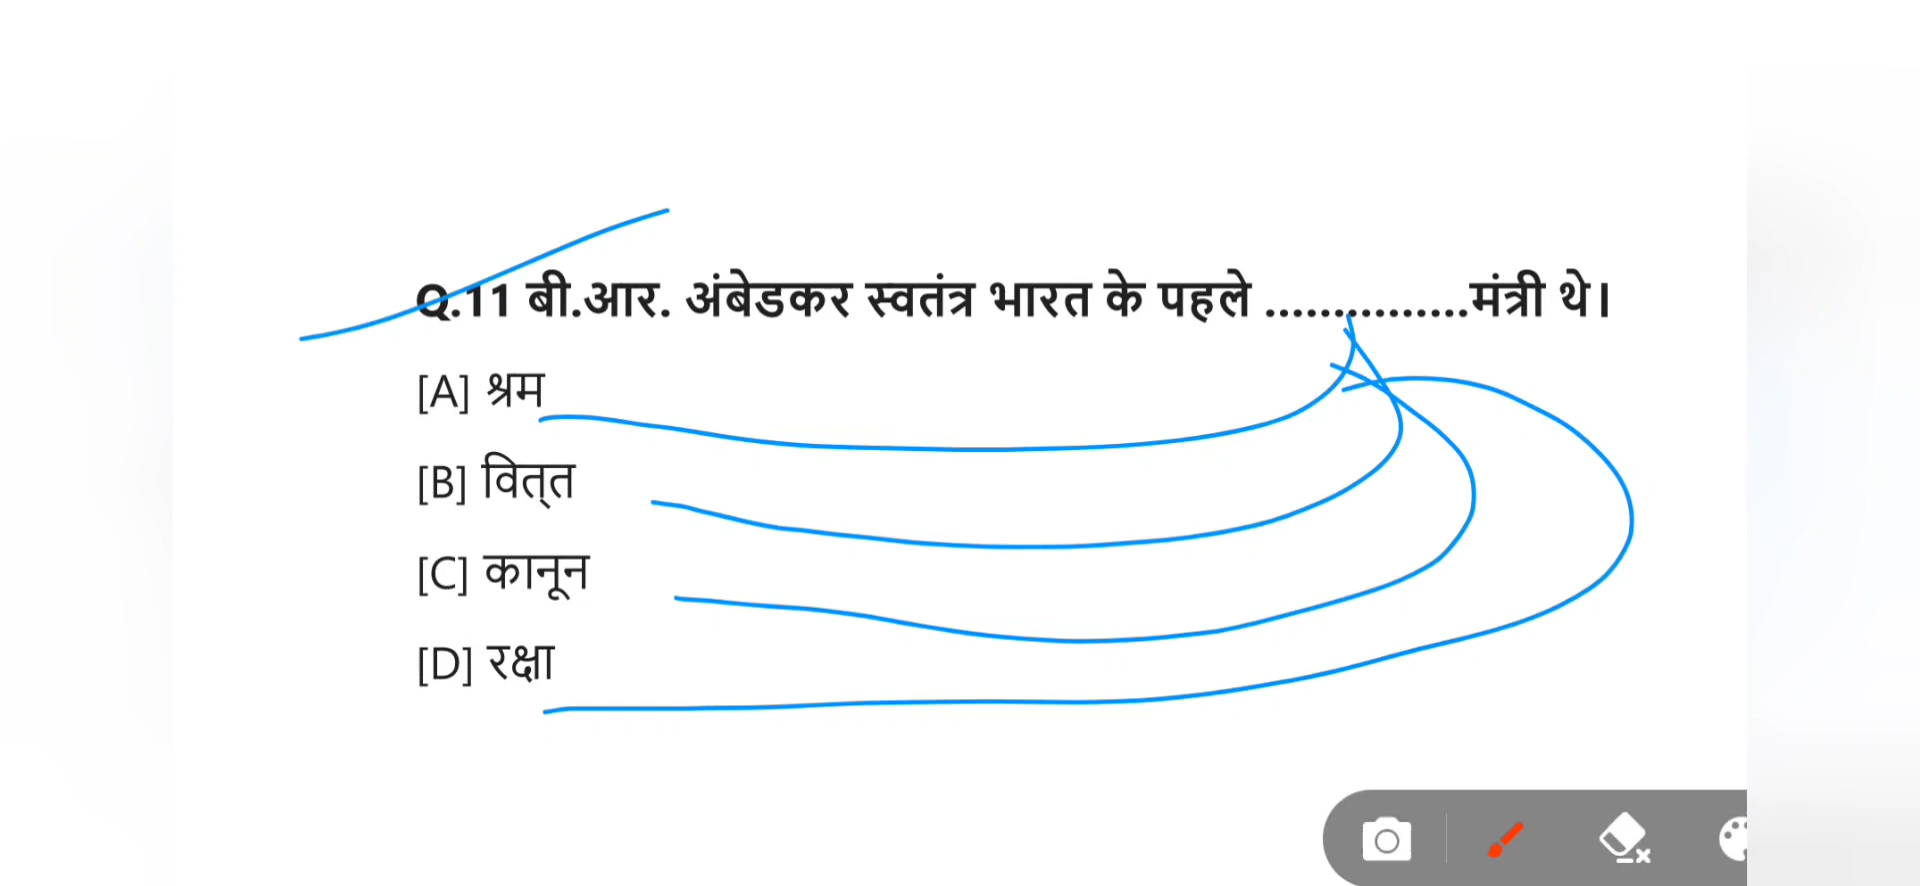 Q.11 बी.आर. अंबेडकर स्वतंत्र भारत के पहले ...............मंत्री थे।
[A] श्रम
[B] वित्‌त
[C] कानून
[D] रक्षा